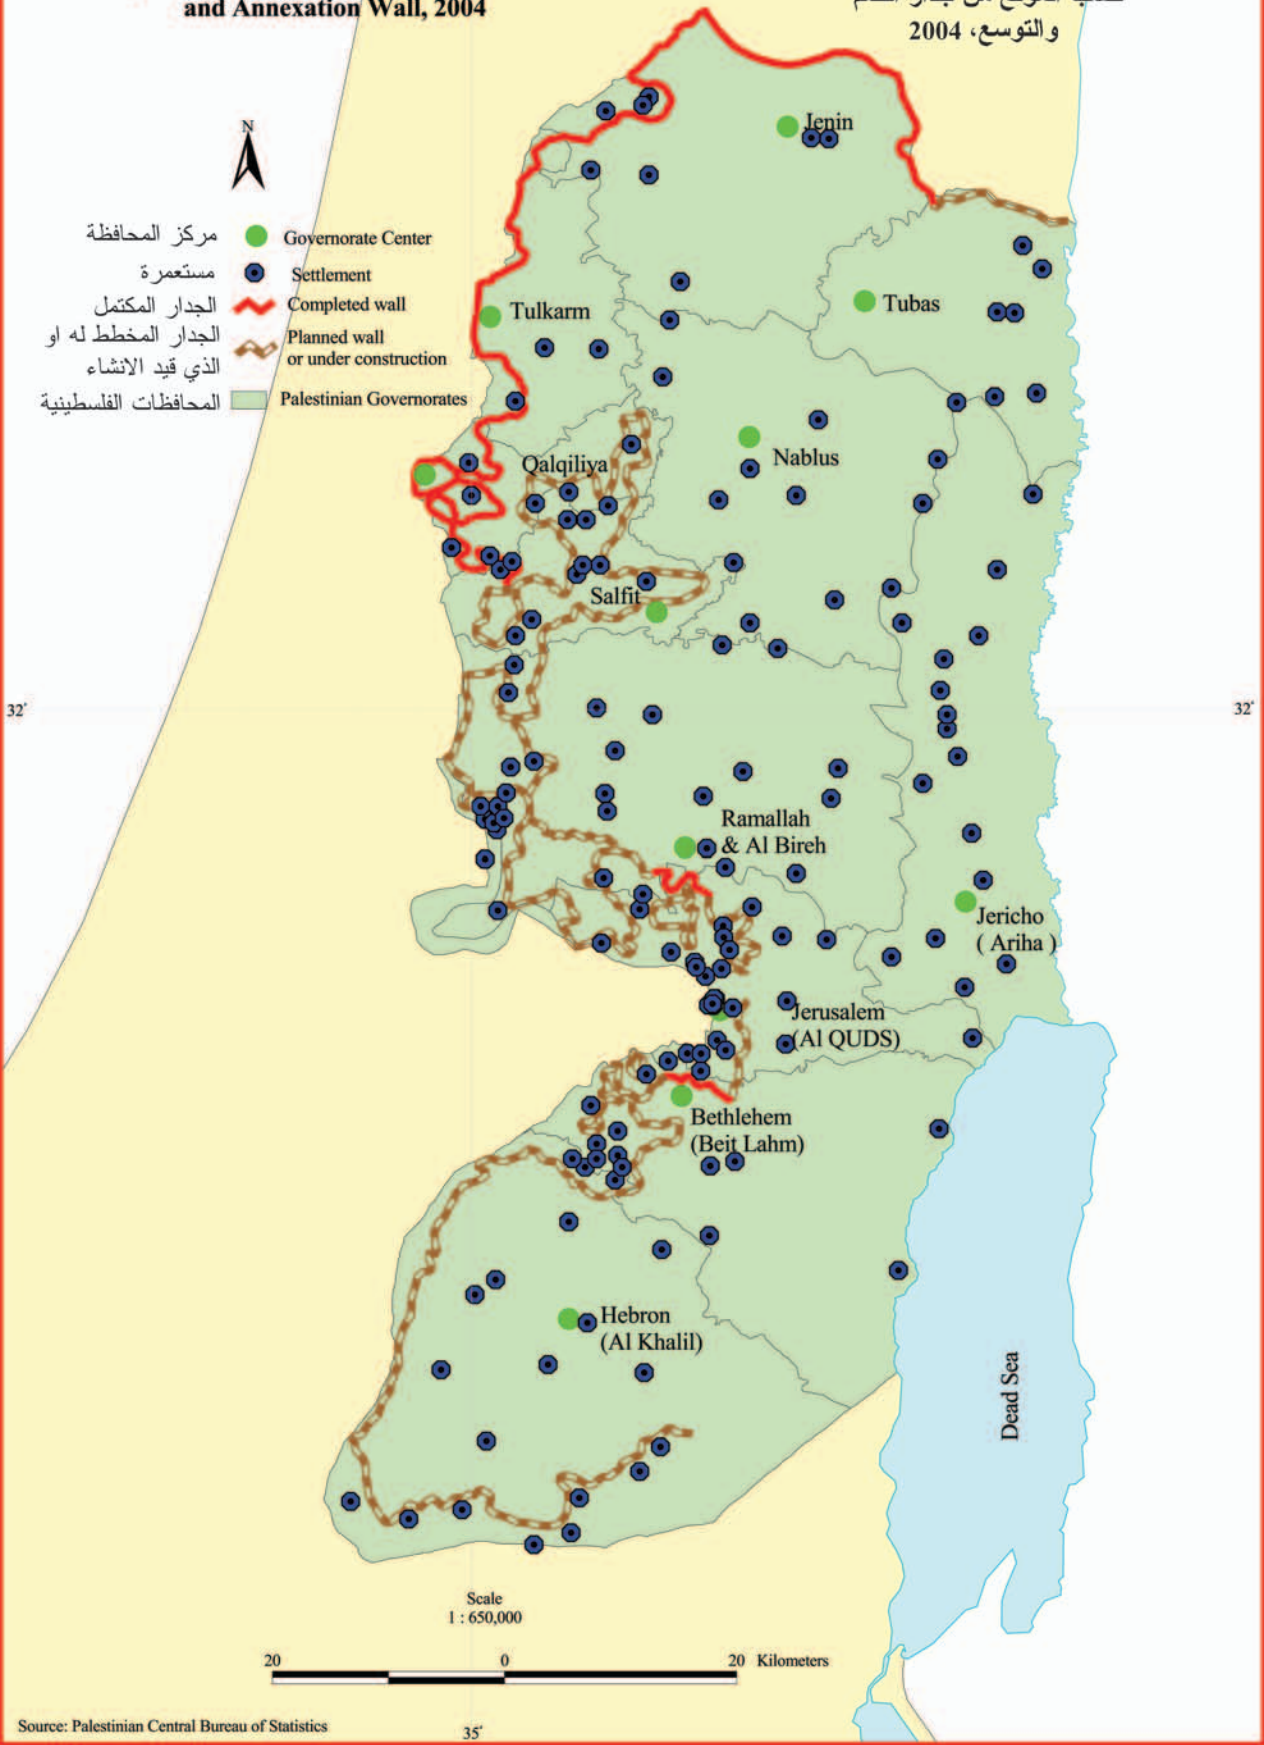 and Annexation Wall, 2004
والتوسع، 2004
N
مركز المحافظة
Governorate Center
مستعمرة
Settlement
الجدار المكتمل
Completed wall
الجدار المخطط له او
الذي قيد الانشاء
Planned wall
or under construction
المحافظات الفلسطينية
Palestinian Governorates
Jenin
Tubas
Tulkarm
Qalqiliya
Nablus
Salfit
32'
32'
Ramallah
& Al Bireh
Jericho
( Ariha )
Jerusalem
(Al QUDS)
Bethlehem
(Beit Lahm)
Hebron
(Al Khalil)
Dead Sea
Scale
1 : 650,000
20 0 20 Kilometers
Source: Palestinian Central Bureau of Statistics
35'